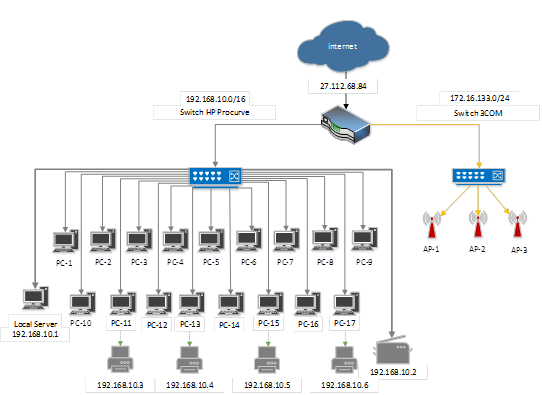 internet
27.112.68.84
192.168.10.0/16
Switch HP Procurve
172.16.133.0/24
Switch 3COM
PC-1
PC-2
PC-3
PC-4
PC-5
PC-6
PC-7
PC-8
PC-9
AP-1
AP-2
AP-3
Local Server
192.168.10.1
PC-10
PC-11
PC-12
PC-13
PC-14
PC-15
PC-16
PC-17
192.168.10.2
192.168.10.3
192.168.10.4
192.168.10.5
192.168.10.6